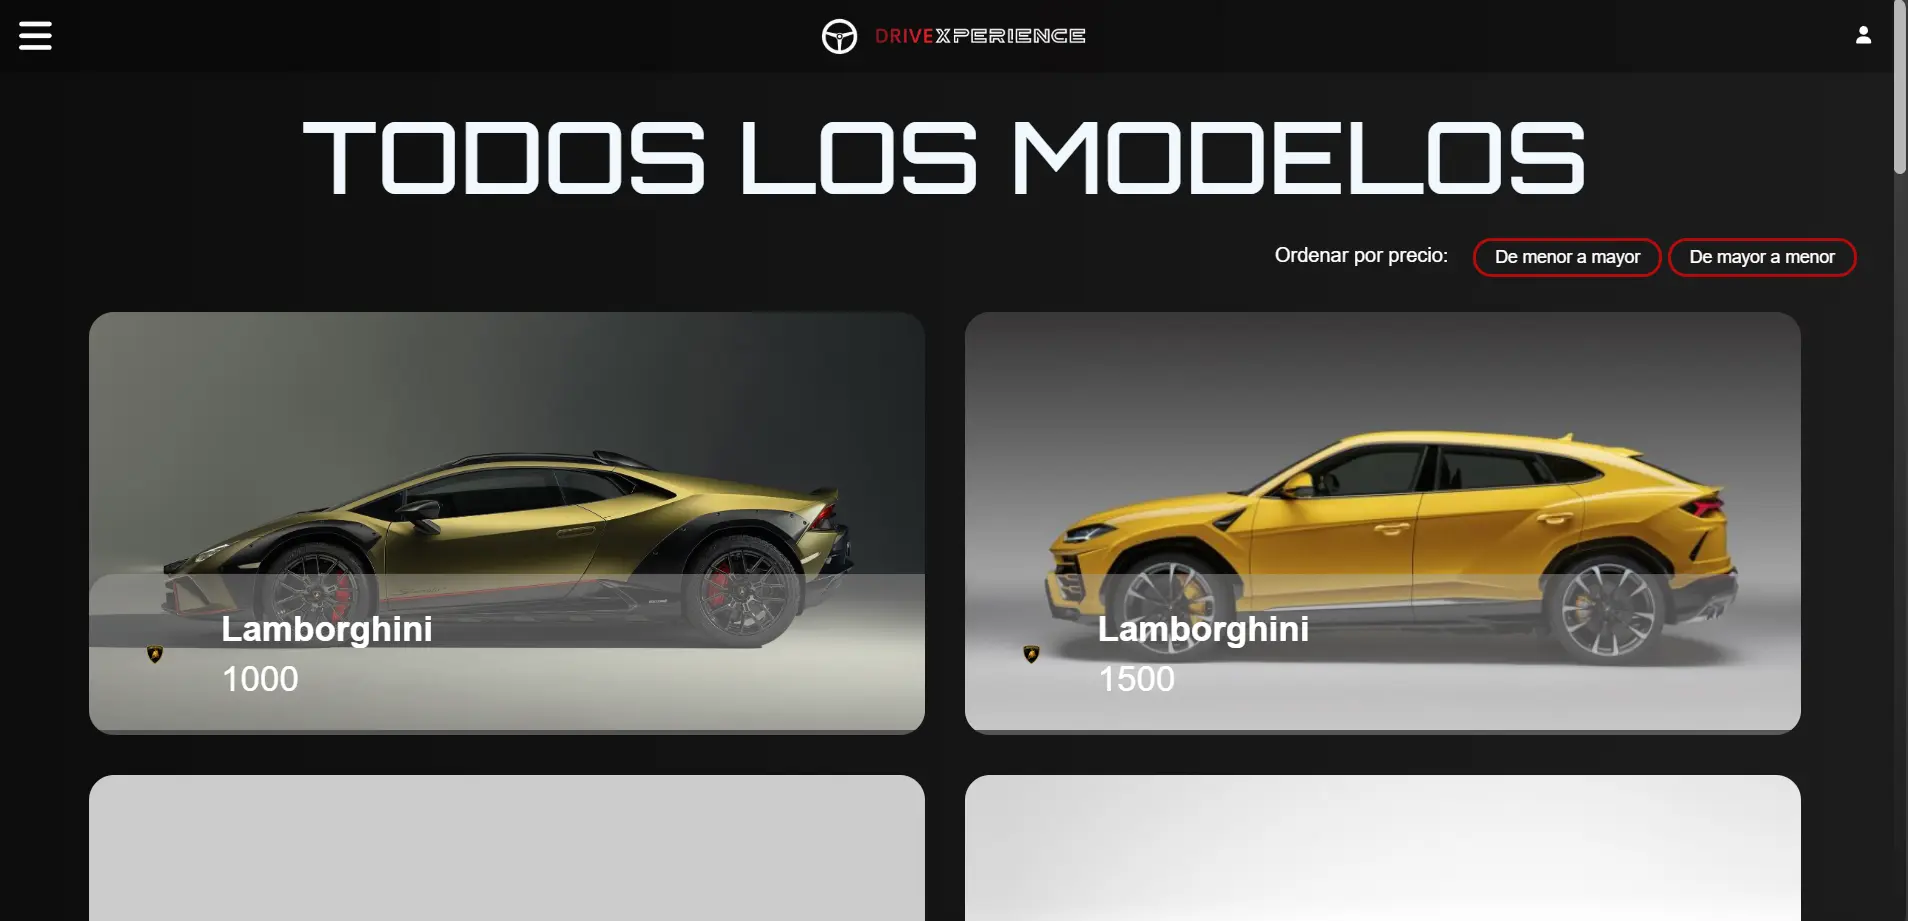 DRIVEXPERIENCE
TODOS LOS MODELOS
Ordenar por precio: De menor a mayor De mayor a menor
Lamborghini
1000
Lamborghini
1500